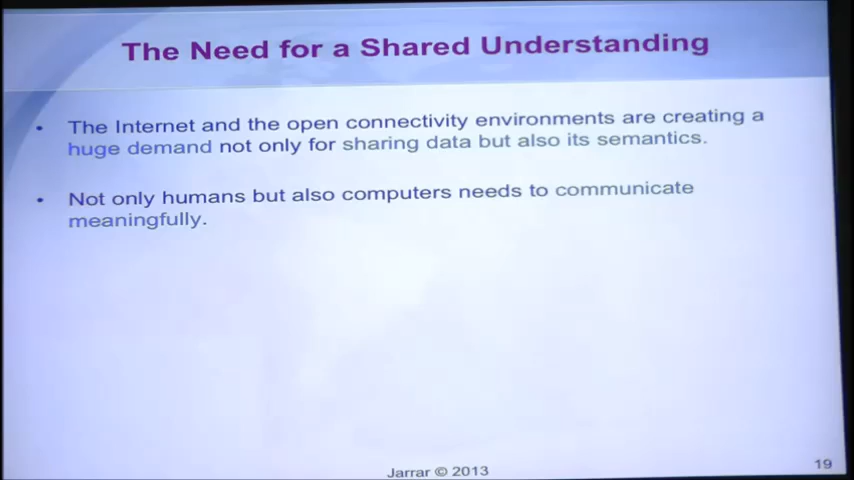 The Need for a Shared Understanding
• The Internet and the open connectivity environments are creating a
huge demand not only for sharing data but also its semantics.
• Not only humans but also computers needs to communicate
meaningfully.
Jarrar © 2013
19